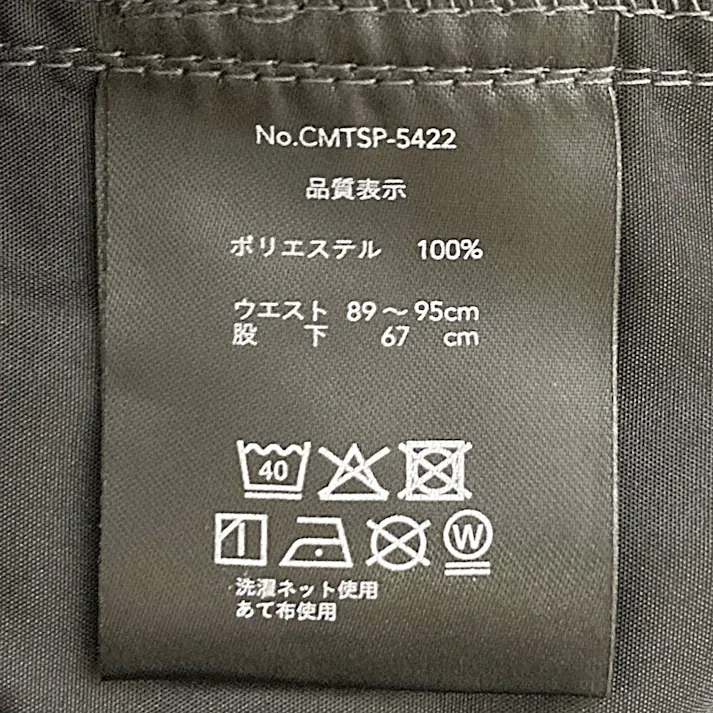 No.CMTSP-5422
品質表示
ポリエステル 100%
ウエスト 89～95cm
股 下 67 cm
40
W
洗濯ネット使用
あて布使用